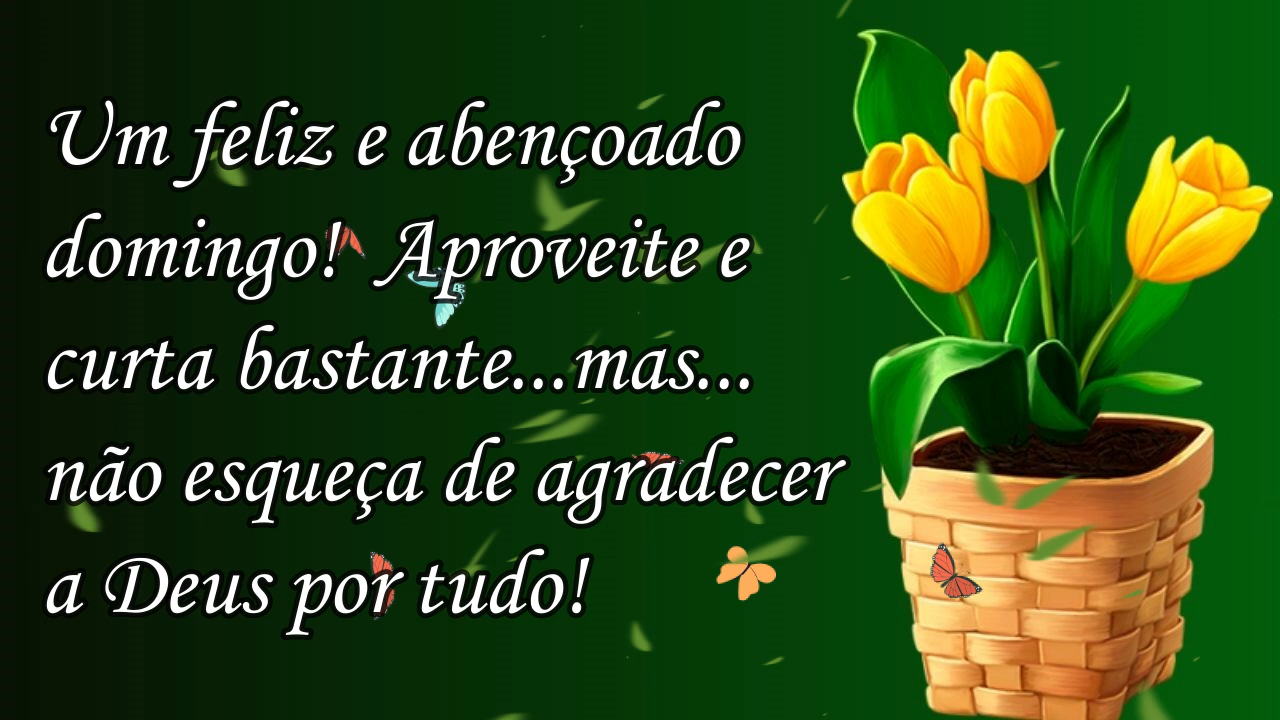 Um feliz e abençoado
domingo! Aproveite e
curta bastante...mas...
não esqueça de agradecer
a Deus por tudo!